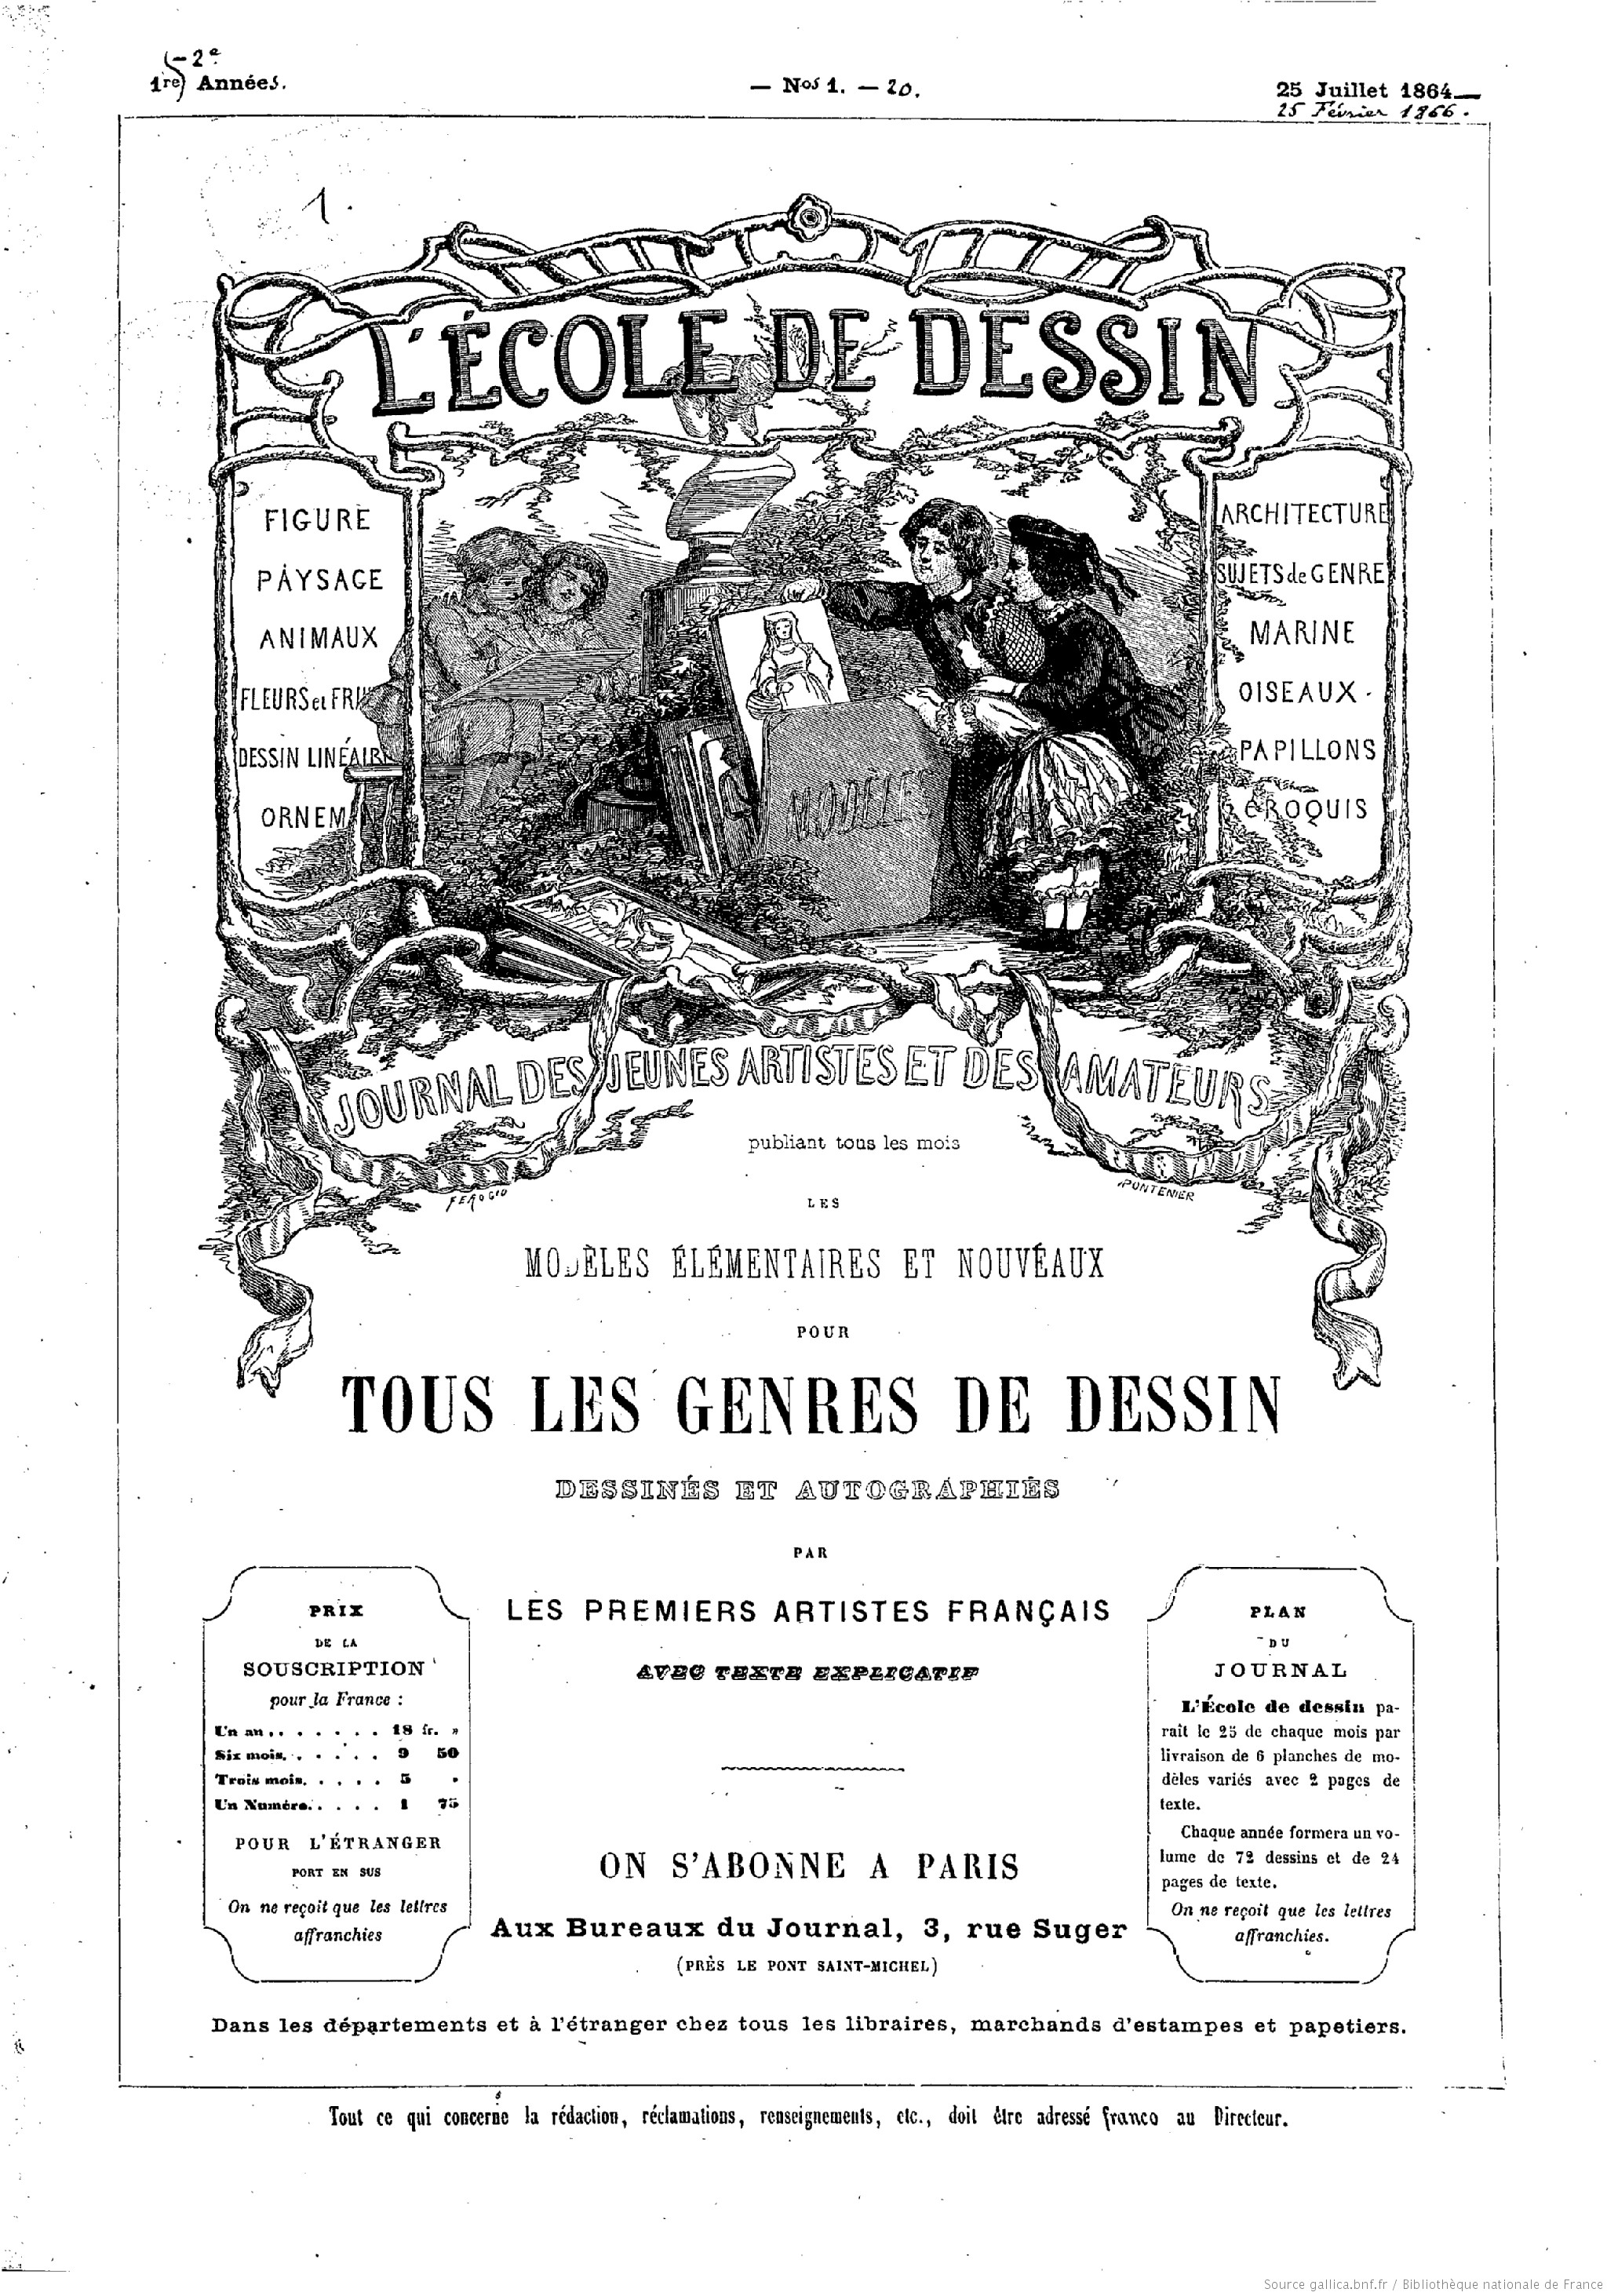 - 2e
1re Années.
— Nos 1. — 20.
25 Juillet 1864 —
25 Février 1866.
1.
L'ÉCOLE DE DESSIN
FIGURE
PAYSAGE
ANIMAUX
FLEURS et FRU
DESSIN LINÉAIRE
ORNEM
ARCHITECTURE
SUJETS de GENRE
MARINE
OISEAUX
PAPILLONS
CROQUIS
MODÈLES
JOURNAL DES JEUNES ARTISTES ET DES AMATEURS
publiant tous les mois
FEROGIO
PONTENIER
LES
MODÈLES ÉLÉMENTAIRES ET NOUVEAUX
POUR
TOUS LES GENRES DE DESSIN
DESSINÉS ET AUTOGRAPHIÉS
PAR
LES PREMIERS ARTISTES FRANÇAIS
AVEC TEXTE EXPLICATIF
PRIX
DE LA
SOUSCRIPTION
pour la France :
Un an. . . . . . . 18 fr. »
Six mois. . . . . . 9 50
Trois mois. . . . . 5 »
Un Numéro. . . . . 1 75
POUR L'ÉTRANGER
PORT EN SUS
On ne reçoit que les lettres
affranchies
ON S'ABONNE A PARIS
Aux Bureaux du Journal, 3, rue Suger
(PRÈS LE PONT SAINT-MICHEL)
PLAN
DU
JOURNAL
L'École de dessin pa-
raît le 25 de chaque mois par
livraison de 6 planches de mo-
dèles variés avec 2 pages de
texte.
Chaque année formera un vo-
lume de 72 dessins et de 24
pages de texte.
On ne reçoit que les lettres
affranchies.
Dans les départements et à l'étranger chez tous les libraires, marchands d'estampes et papetiers.
Tout ce qui concerne la rédaction, réclamations, renseignements, etc., doit être adressé franco au Directeur.
Source gallica.bnf.fr / Bibliothèque nationale de France